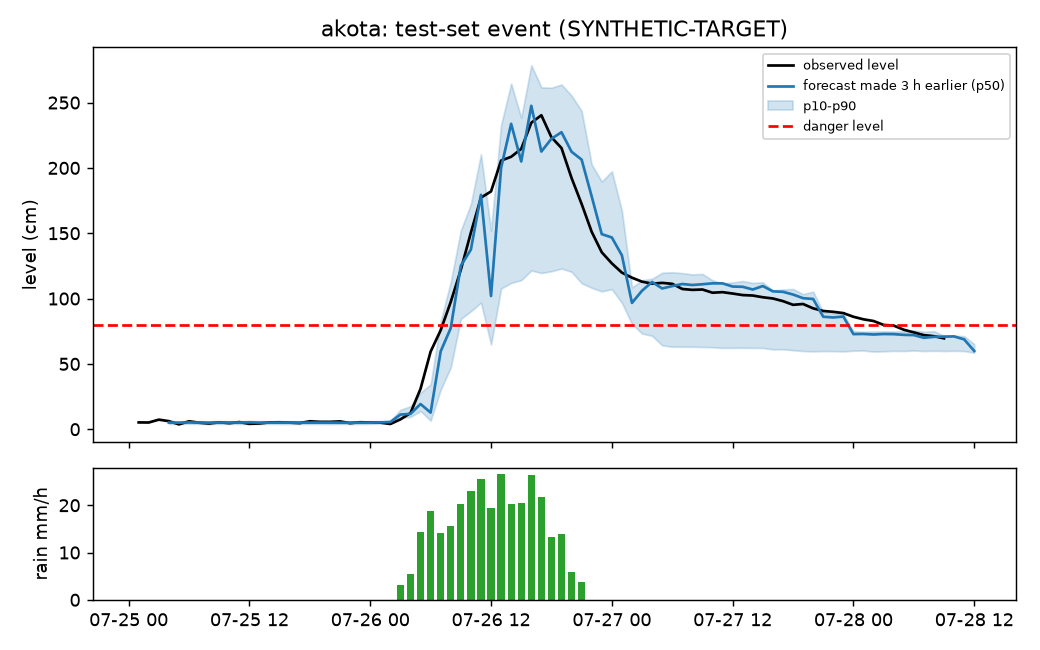 akota: test-set event (SYNTHETIC-TARGET)
observed level
forecast made 3 h earlier (p50)
p10-p90
danger level
level (cm)
250
200
150
100
50
0
rain mm/h
20
10
0
07-25 00
07-25 12
07-26 00
07-26 12
07-27 00
07-27 12
07-28 00
07-28 12